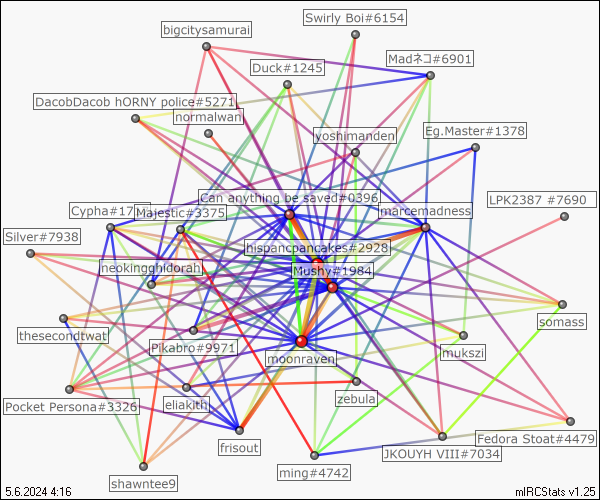 Swirly Boi#6154
bigcitysamurai
Madネコ#6901
Duck#1245
DacobDacob hORNY police#5271
normalwan
yoshimanden
Eg.Master#1378
Can anything be saved#0396
LPK2387 #7690
Cypha#17
Majestic#3375
marcemadness
Silver#7938
hispancpancakes#2928
neokingghidorah
Mushy#1984
somass
thesecondtwat
Pikabro#9971
moonraven
mukszi
Pocket Persona#3326
eliakith
zebula
frisout
JKOUYH VIII#7034
Fedora Stoat#4479
ming#4742
shawntee9
5.6.2024 4:16
mIRCStats v1.25